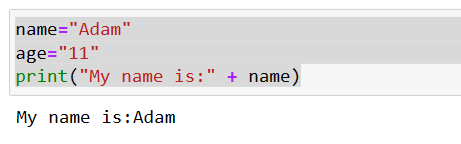 name="Adam"
age="11"
print("My name is:" + name)
My name is:Adam